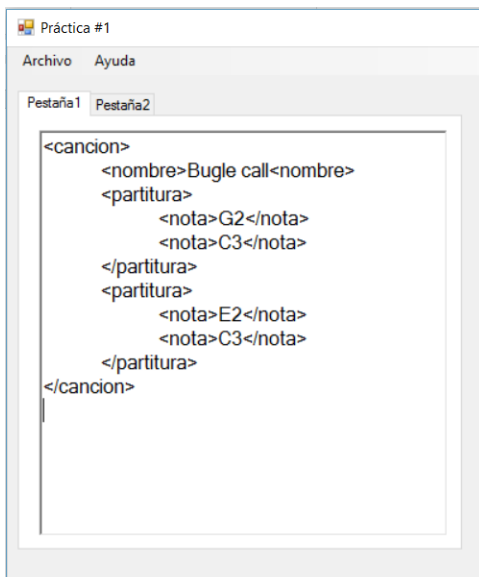 Práctica #1
Archivo Ayuda
Pestaña1 Pestaña2
<cancion>
<nombre>Bugle call<nombre>
<partitura>
<nota>G2</nota>
<nota>C3</nota>
</partitura>
<partitura>
<nota>E2</nota>
<nota>C3</nota>
</partitura>
</cancion>